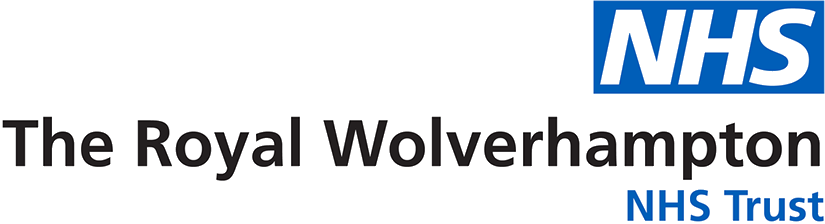 NHS
The Royal Wolverhampton
NHS Trust